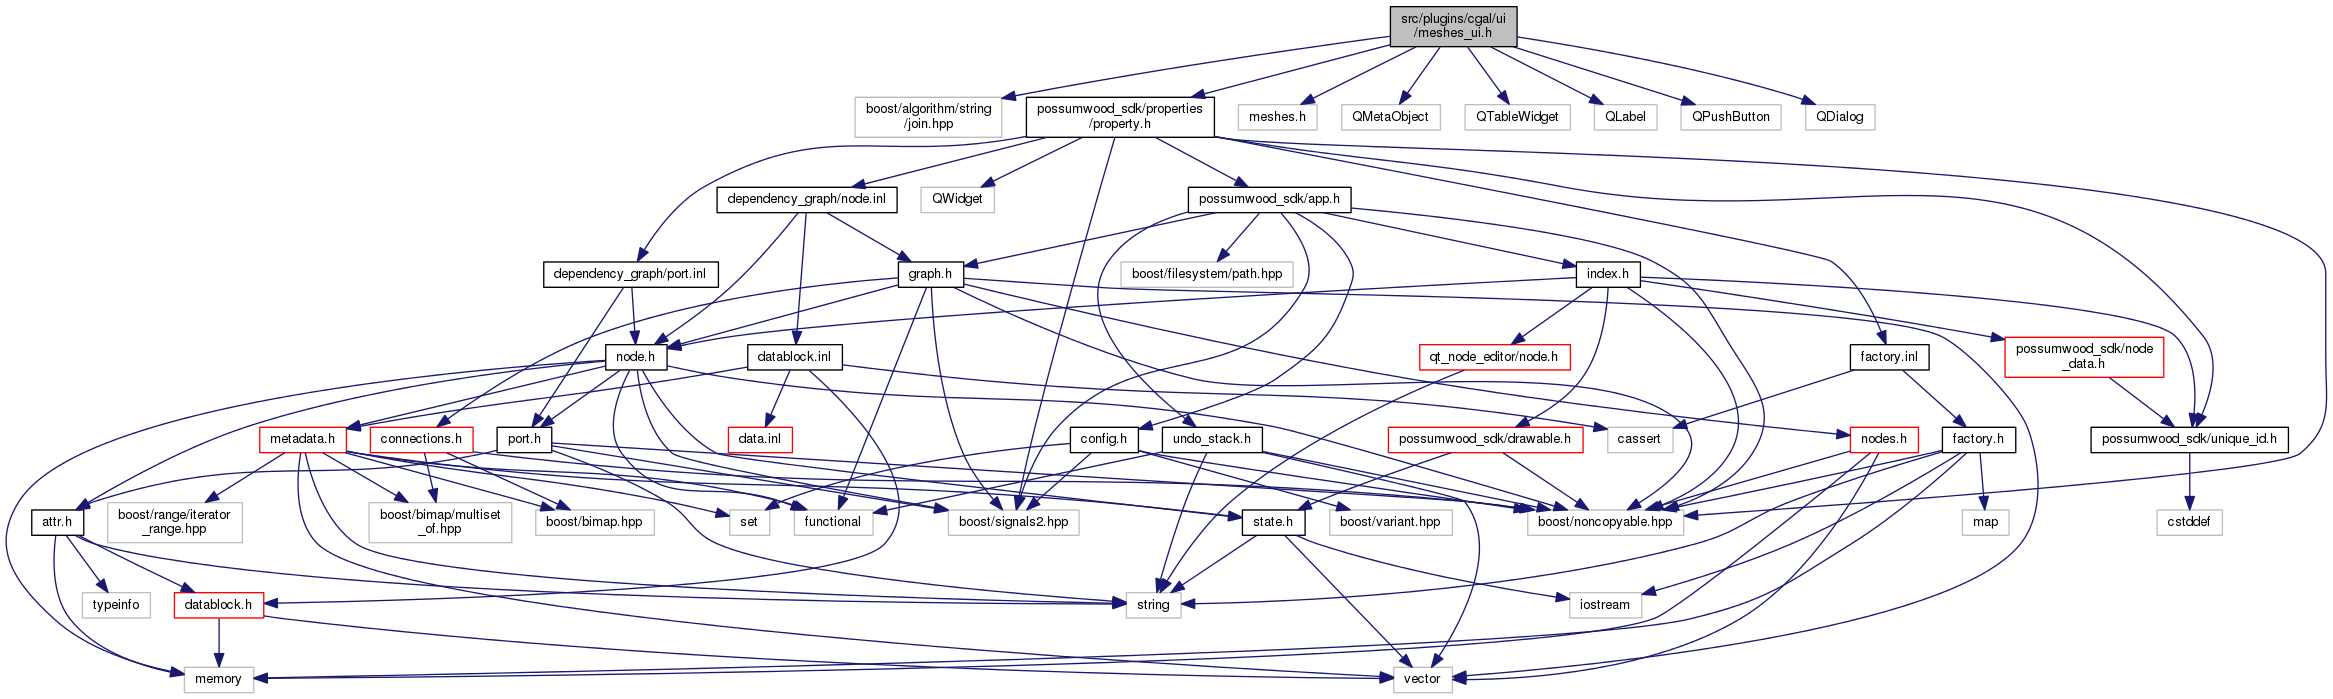 src/plugins/cgal/ui
/meshes_ui.h
boost/algorithm/string
/join.hpp
possumwood_sdk/properties
/property.h
meshes.h
QMetaObject
QTableWidget
QLabel
QPushButton
QDialog
dependency_graph/node.inl
QWidget
possumwood_sdk/app.h
dependency_graph/port.inl
graph.h
boost/filesystem/path.hpp
index.h
node.h
datablock.inl
qt_node_editor/node.h
factory.inl
possumwood_sdk/node
_data.h
metadata.h
connections.h
port.h
data.inl
config.h
undo_stack.h
possumwood_sdk/drawable.h
cassert
nodes.h
factory.h
possumwood_sdk/unique_id.h
attr.h
boost/range/iterator
_range.hpp
boost/bimap/multiset
_of.hpp
boost/bimap.hpp
set
functional
boost/signals2.hpp
state.h
boost/variant.hpp
boost/noncopyable.hpp
map
cstddef
typeinfo
datablock.h
string
iostream
memory
vector